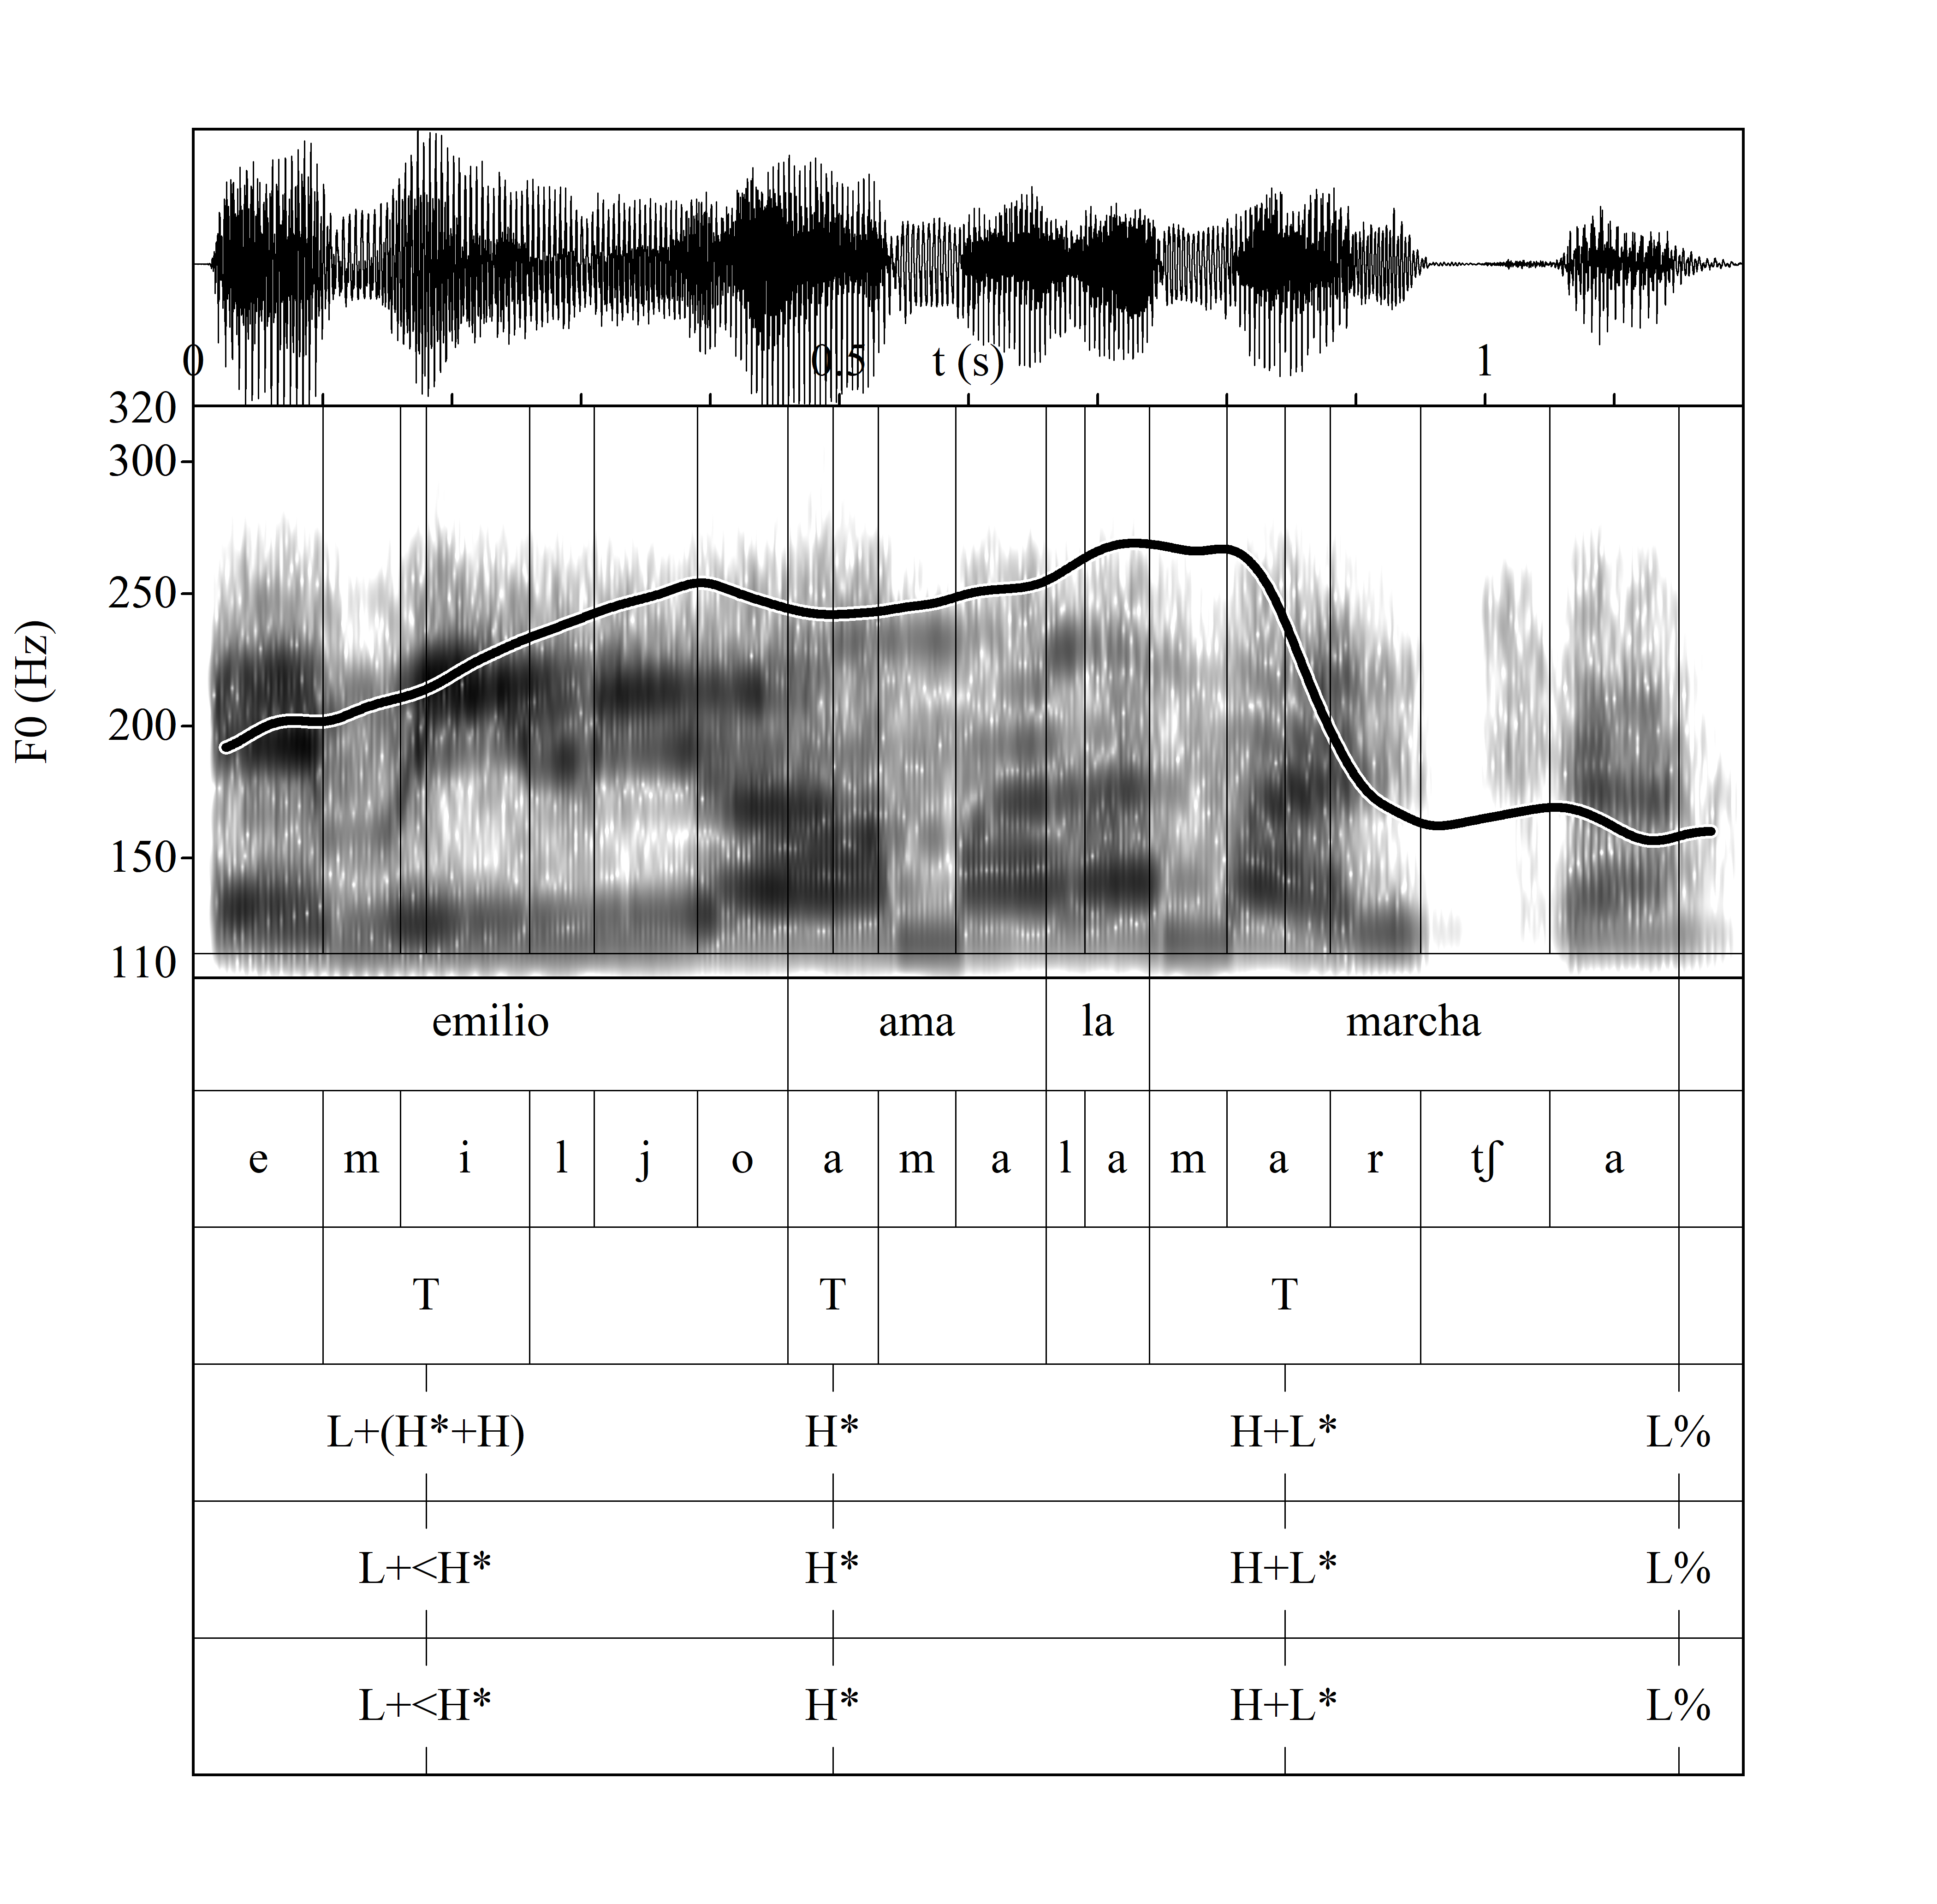 0 0.5 t (s) 1
320
300
250
200
150
110
F0 (Hz)
emilio ama la marcha
e m i l j o a m a l a m a r tʃ a
T T T
L+(H*+H) H* H+L* L%
L+<H* H* H+L* L%
L+<H* H* H+L* L%